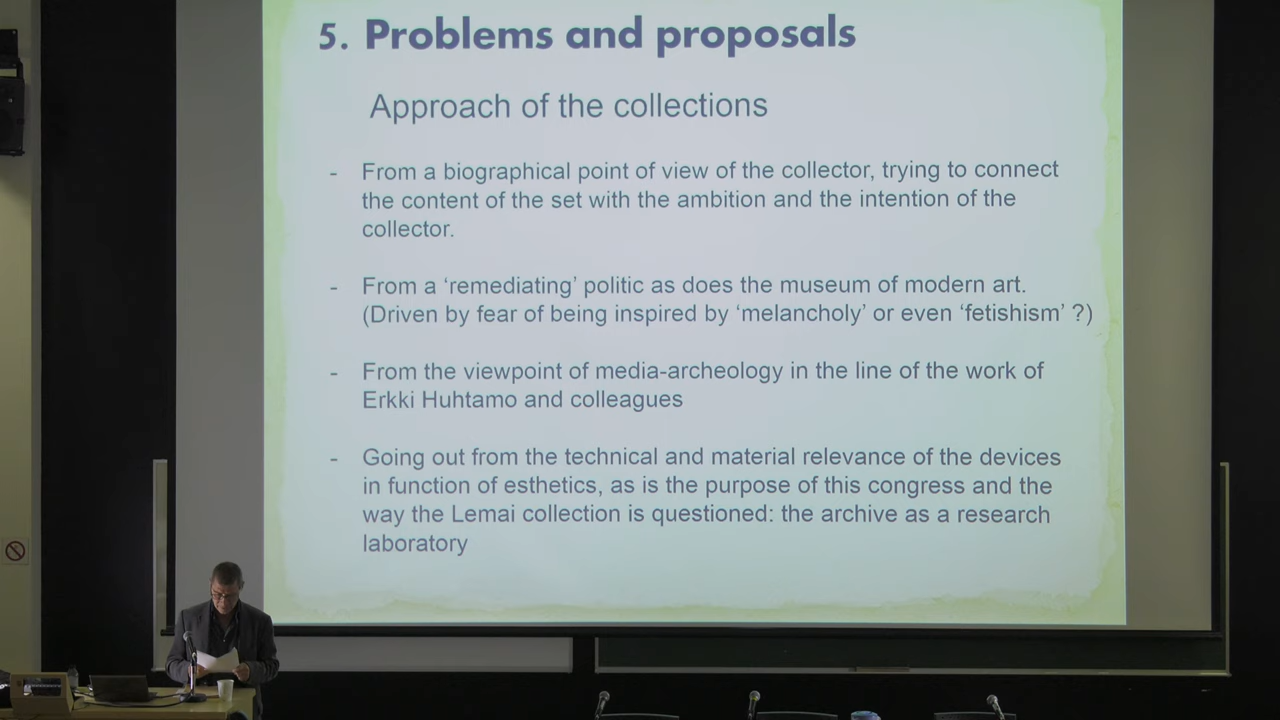 5. Problems and proposals
Approach of the collections
- From a biographical point of view of the collector, trying to connect
the content of the set with the ambition and the intention of the
collector.
- From a ‘remediating’ politic as does the museum of modern art.
(Driven by fear of being inspired by ‘melancholy’ or even ‘fetishism’ ?)
- From the viewpoint of media-archeology in the line of the work of
Erkki Huhtamo and colleagues
- Going out from the technical and material relevance of the devices
in function of esthetics, as is the purpose of this congress and the
way the Lemai collection is questioned: the archive as a research
laboratory